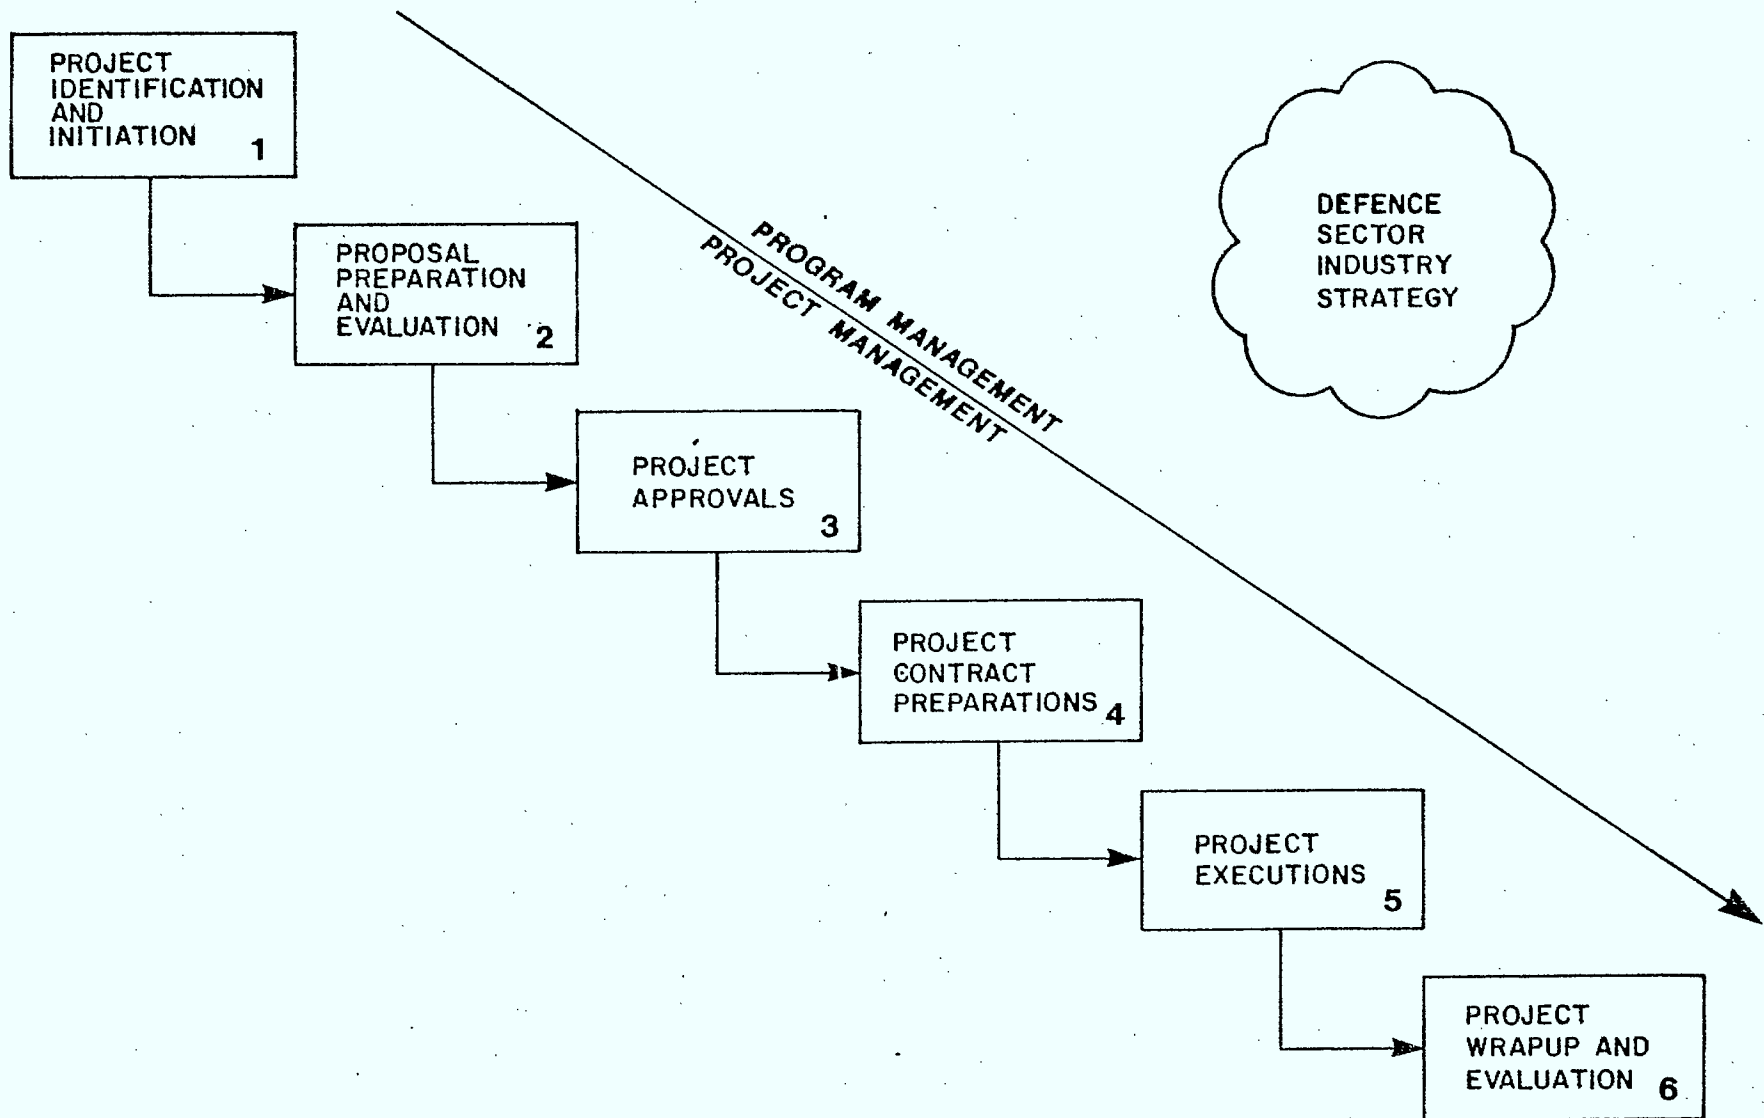 PROJECT
IDENTIFICATION
AND
INITIATION
1
PROPOSAL
PREPARATION
AND
EVALUATION
2
PROGRAM MANAGEMENT
PROJECT MANAGEMENT
DEFENCE
SECTOR
INDUSTRY
STRATEGY
PROJECT
APPROVALS
3
PROJECT
CONTRACT
PREPARATIONS
4
PROJECT
EXECUTIONS
5
PROJECT
WRAPUP AND
EVALUATION
6